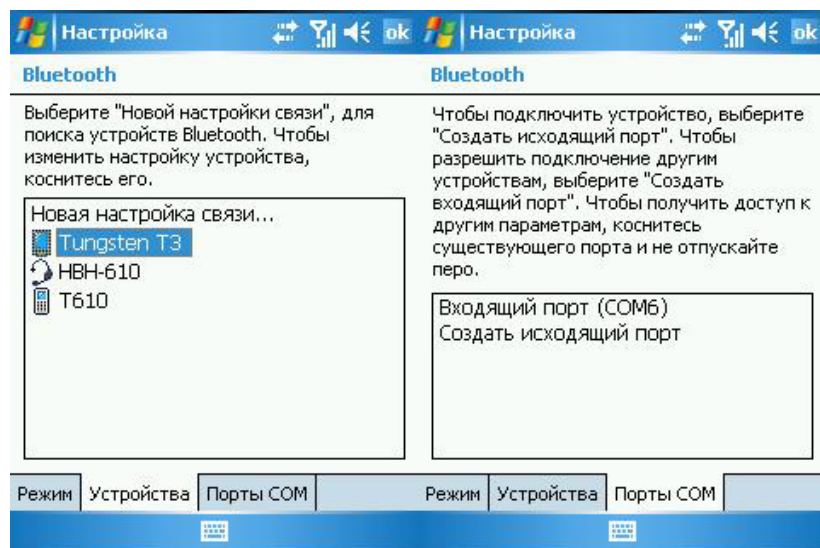 Настройка
ok
Bluetooth
Выберите "Новой настройки связи", для
поиска устройств Bluetooth. Чтобы
изменить настройку устройства,
коснитесь его.
Новая настройка связи...
Tungsten T3
HBH-610
T610
Режим
Устройства
Порты COM
Настройка
ok
Bluetooth
Чтобы подключить устройство, выберите
"Создать исходящий порт". Чтобы
разрешить подключение другим
устройствам, выберите "Создать
входящий порт". Чтобы получить доступ к
другим параметрам, коснитесь
существующего порта и не отпускайте
перо.
Входящий порт (COM6)
Создать исходящий порт
Режим
Устройства
Порты COM